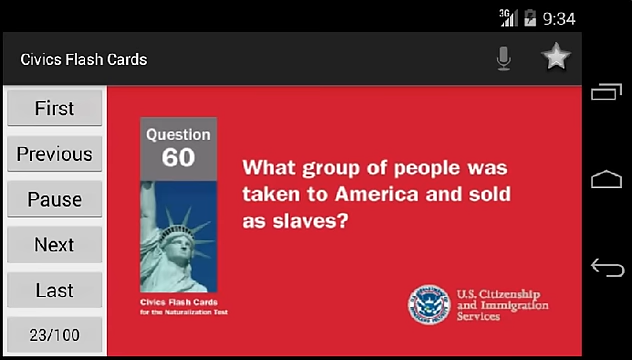 3G
9:34
Civics Flash Cards
First
Previous
Pause
Next
Last
23/100
Question
60
What group of people was
taken to America and sold
as slaves?
Civics Flash Cards
for the Naturalization Test
U.S. Citizenship
and Immigration
Services